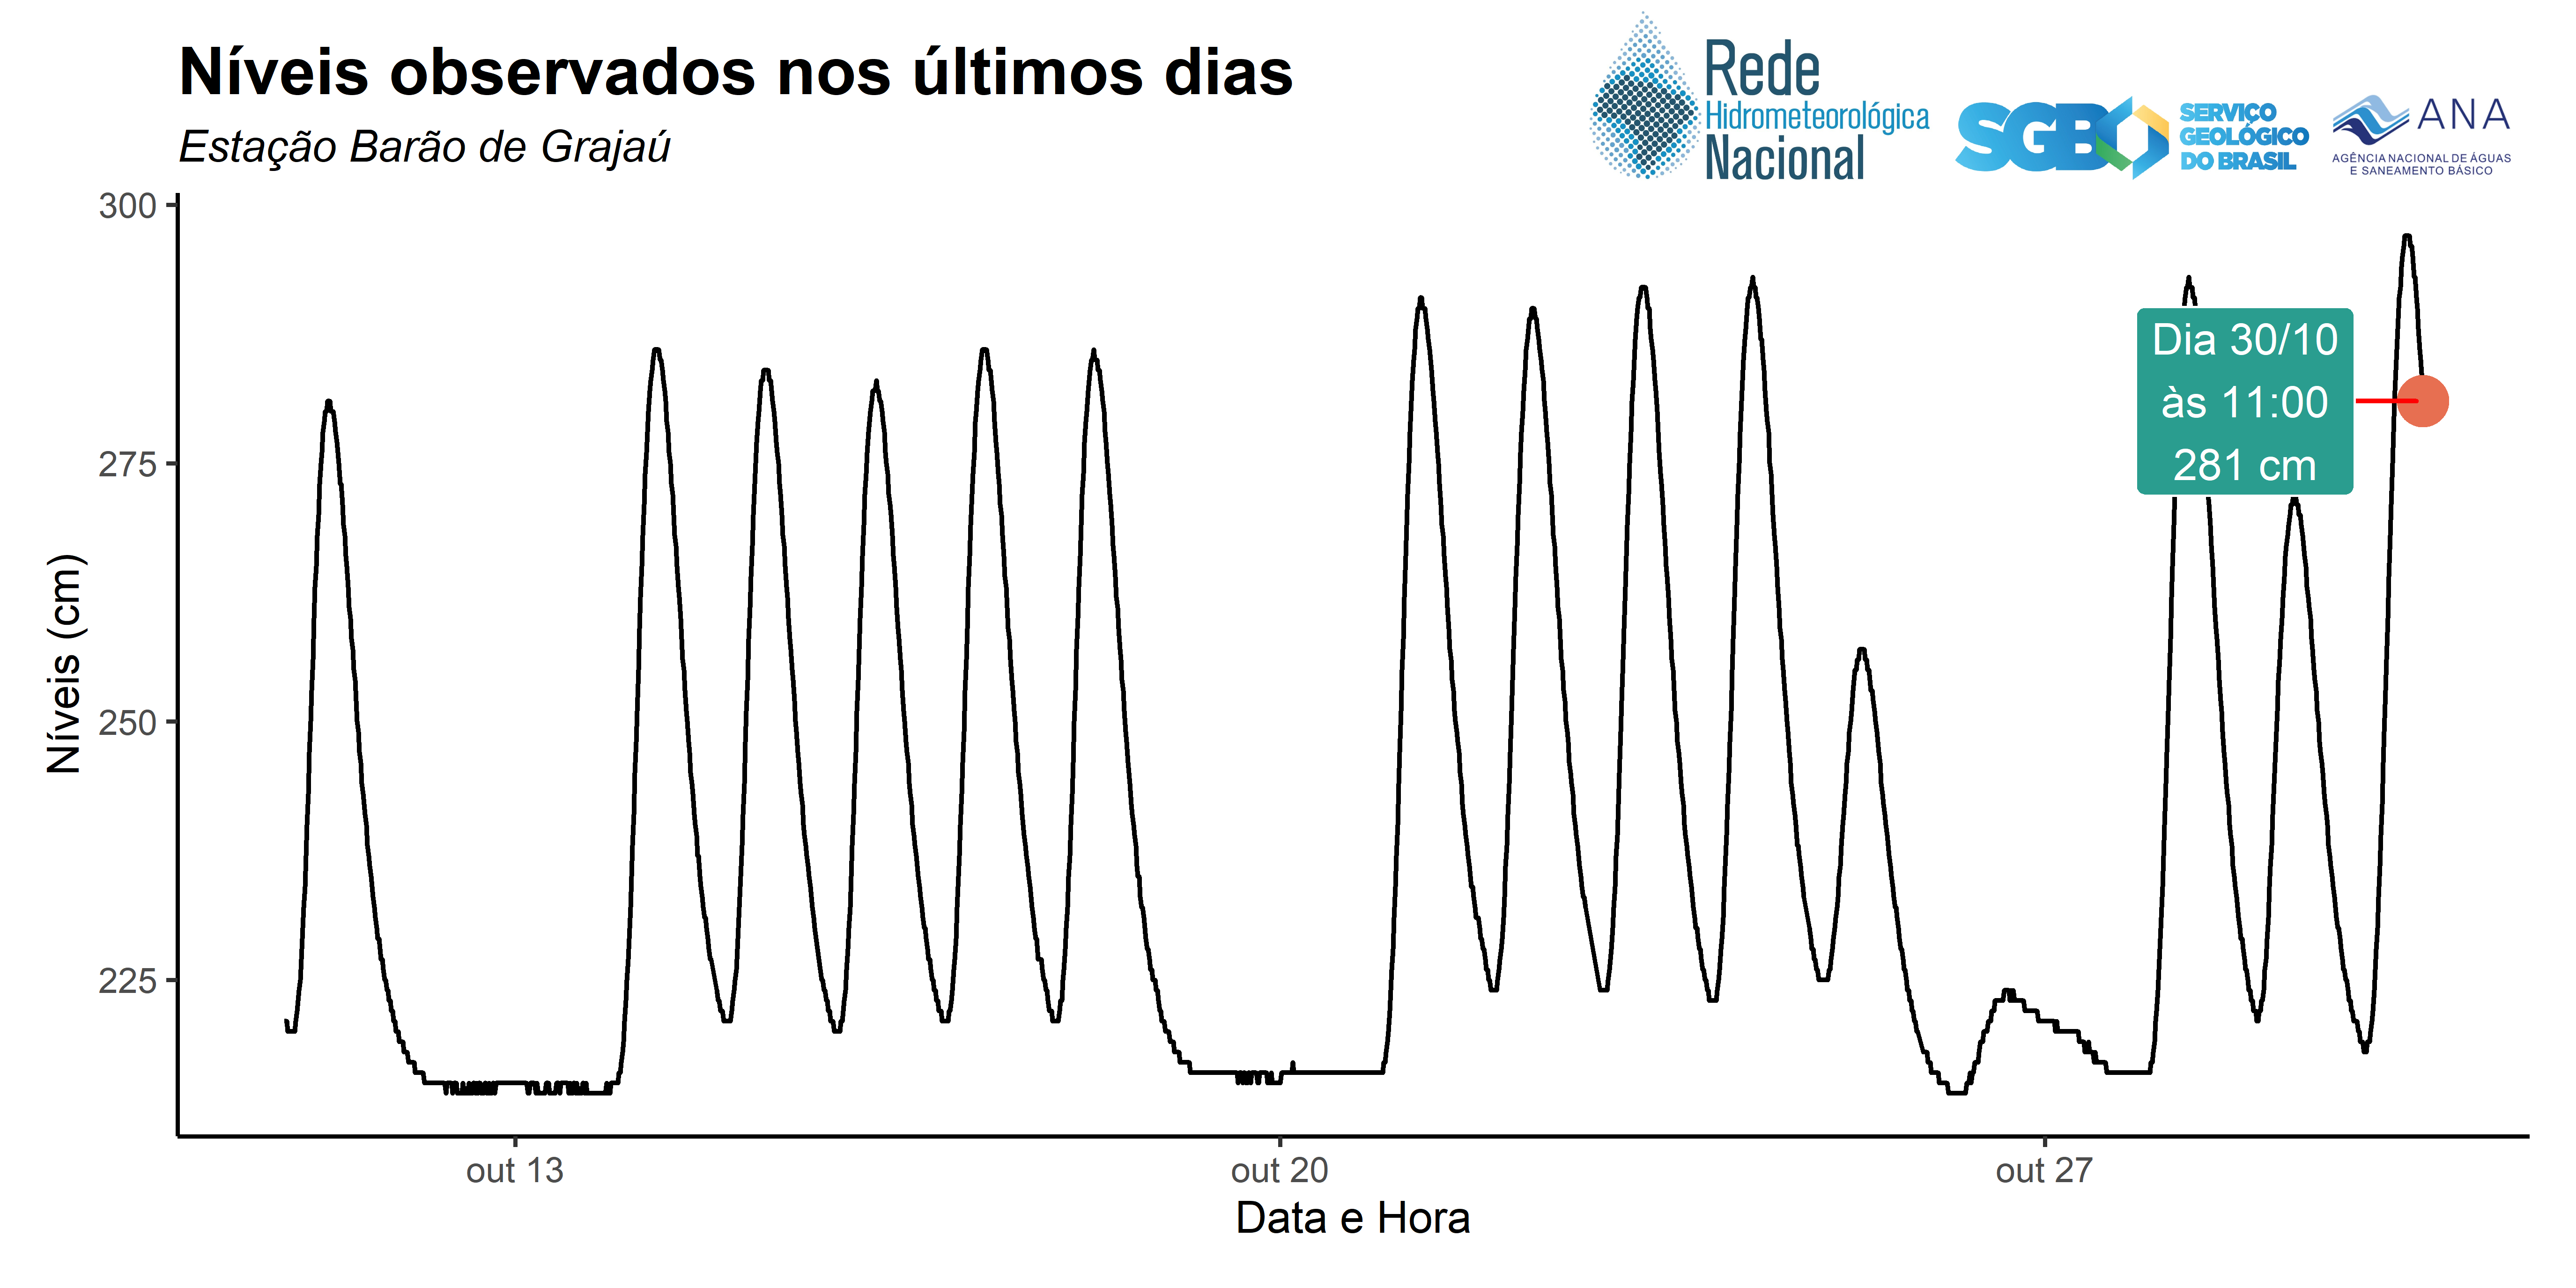 Níveis observados nos últimos dias
Estação Barão de Grajaú
Rede
Hidrometeorológica
Nacional
SGB
SERVIÇO
GEOLÓGICO
DO BRASIL
ANA
AGÊNCIA NACIONAL DE ÁGUAS
E SANEAMENTO BÁSICO
300
275
250
225
Níveis (cm)
Dia 30/10
às 11:00
281 cm
out 13
out 20
out 27
Data e Hora